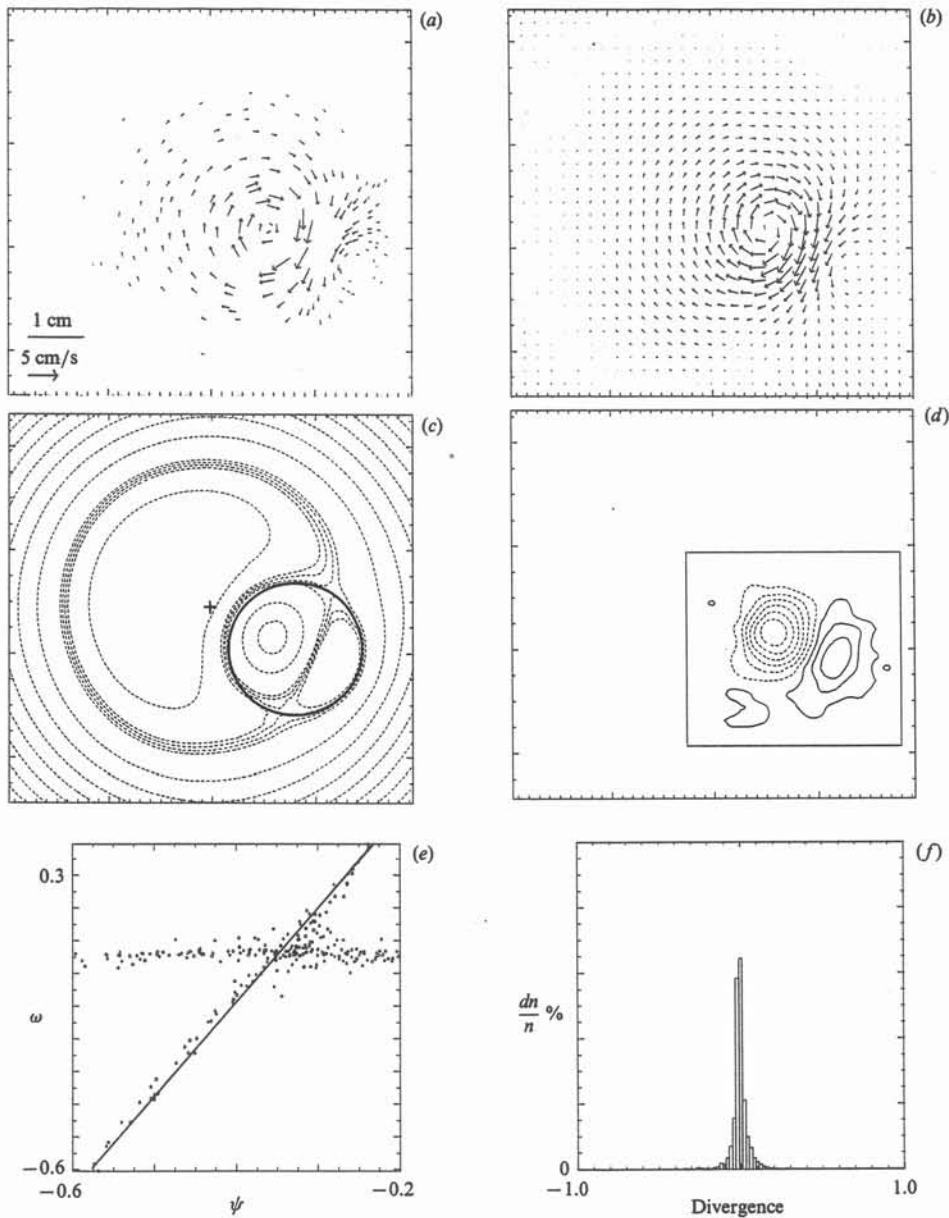 (a)
(b)
1 cm
5 cm/s
(c)
(d)
(e)
0.3
ω
−0.6
−0.6
ψ
−0.2
(f)
dn
n
%
0
−1.0
Divergence
1.0